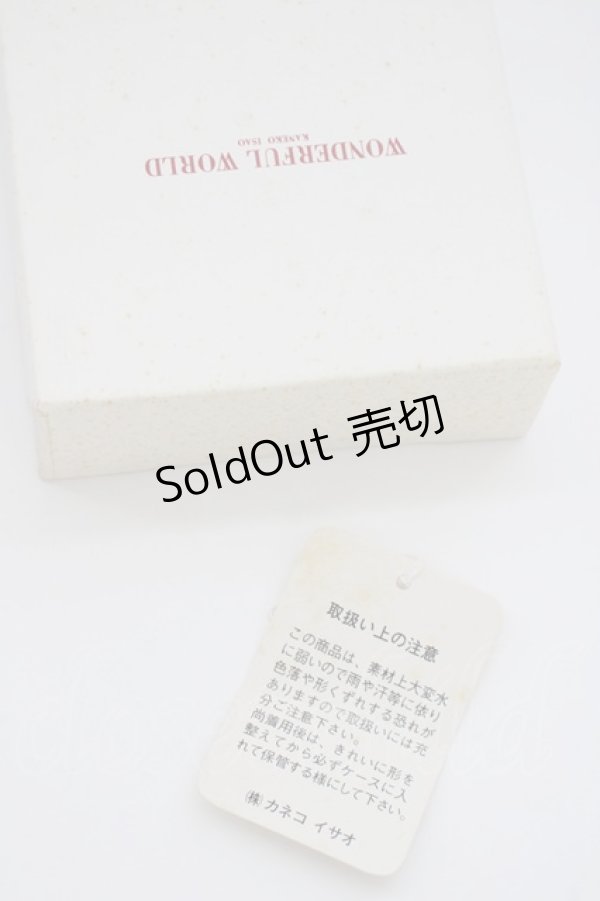 WONDERFUL WORLD
KANEKO ISAO
SoldOut 売切
取扱い上の注意
この商品は、素材上大変水
に弱いので雨や汗等に依り
色落や形くずれする恐れが
ありますので取扱いには充
分ご注意下さい。
尚着用後は、きれいに形を
整えてから必ずケースに入
れて保管する様にして下さい。
㈱ カネコ イサオ